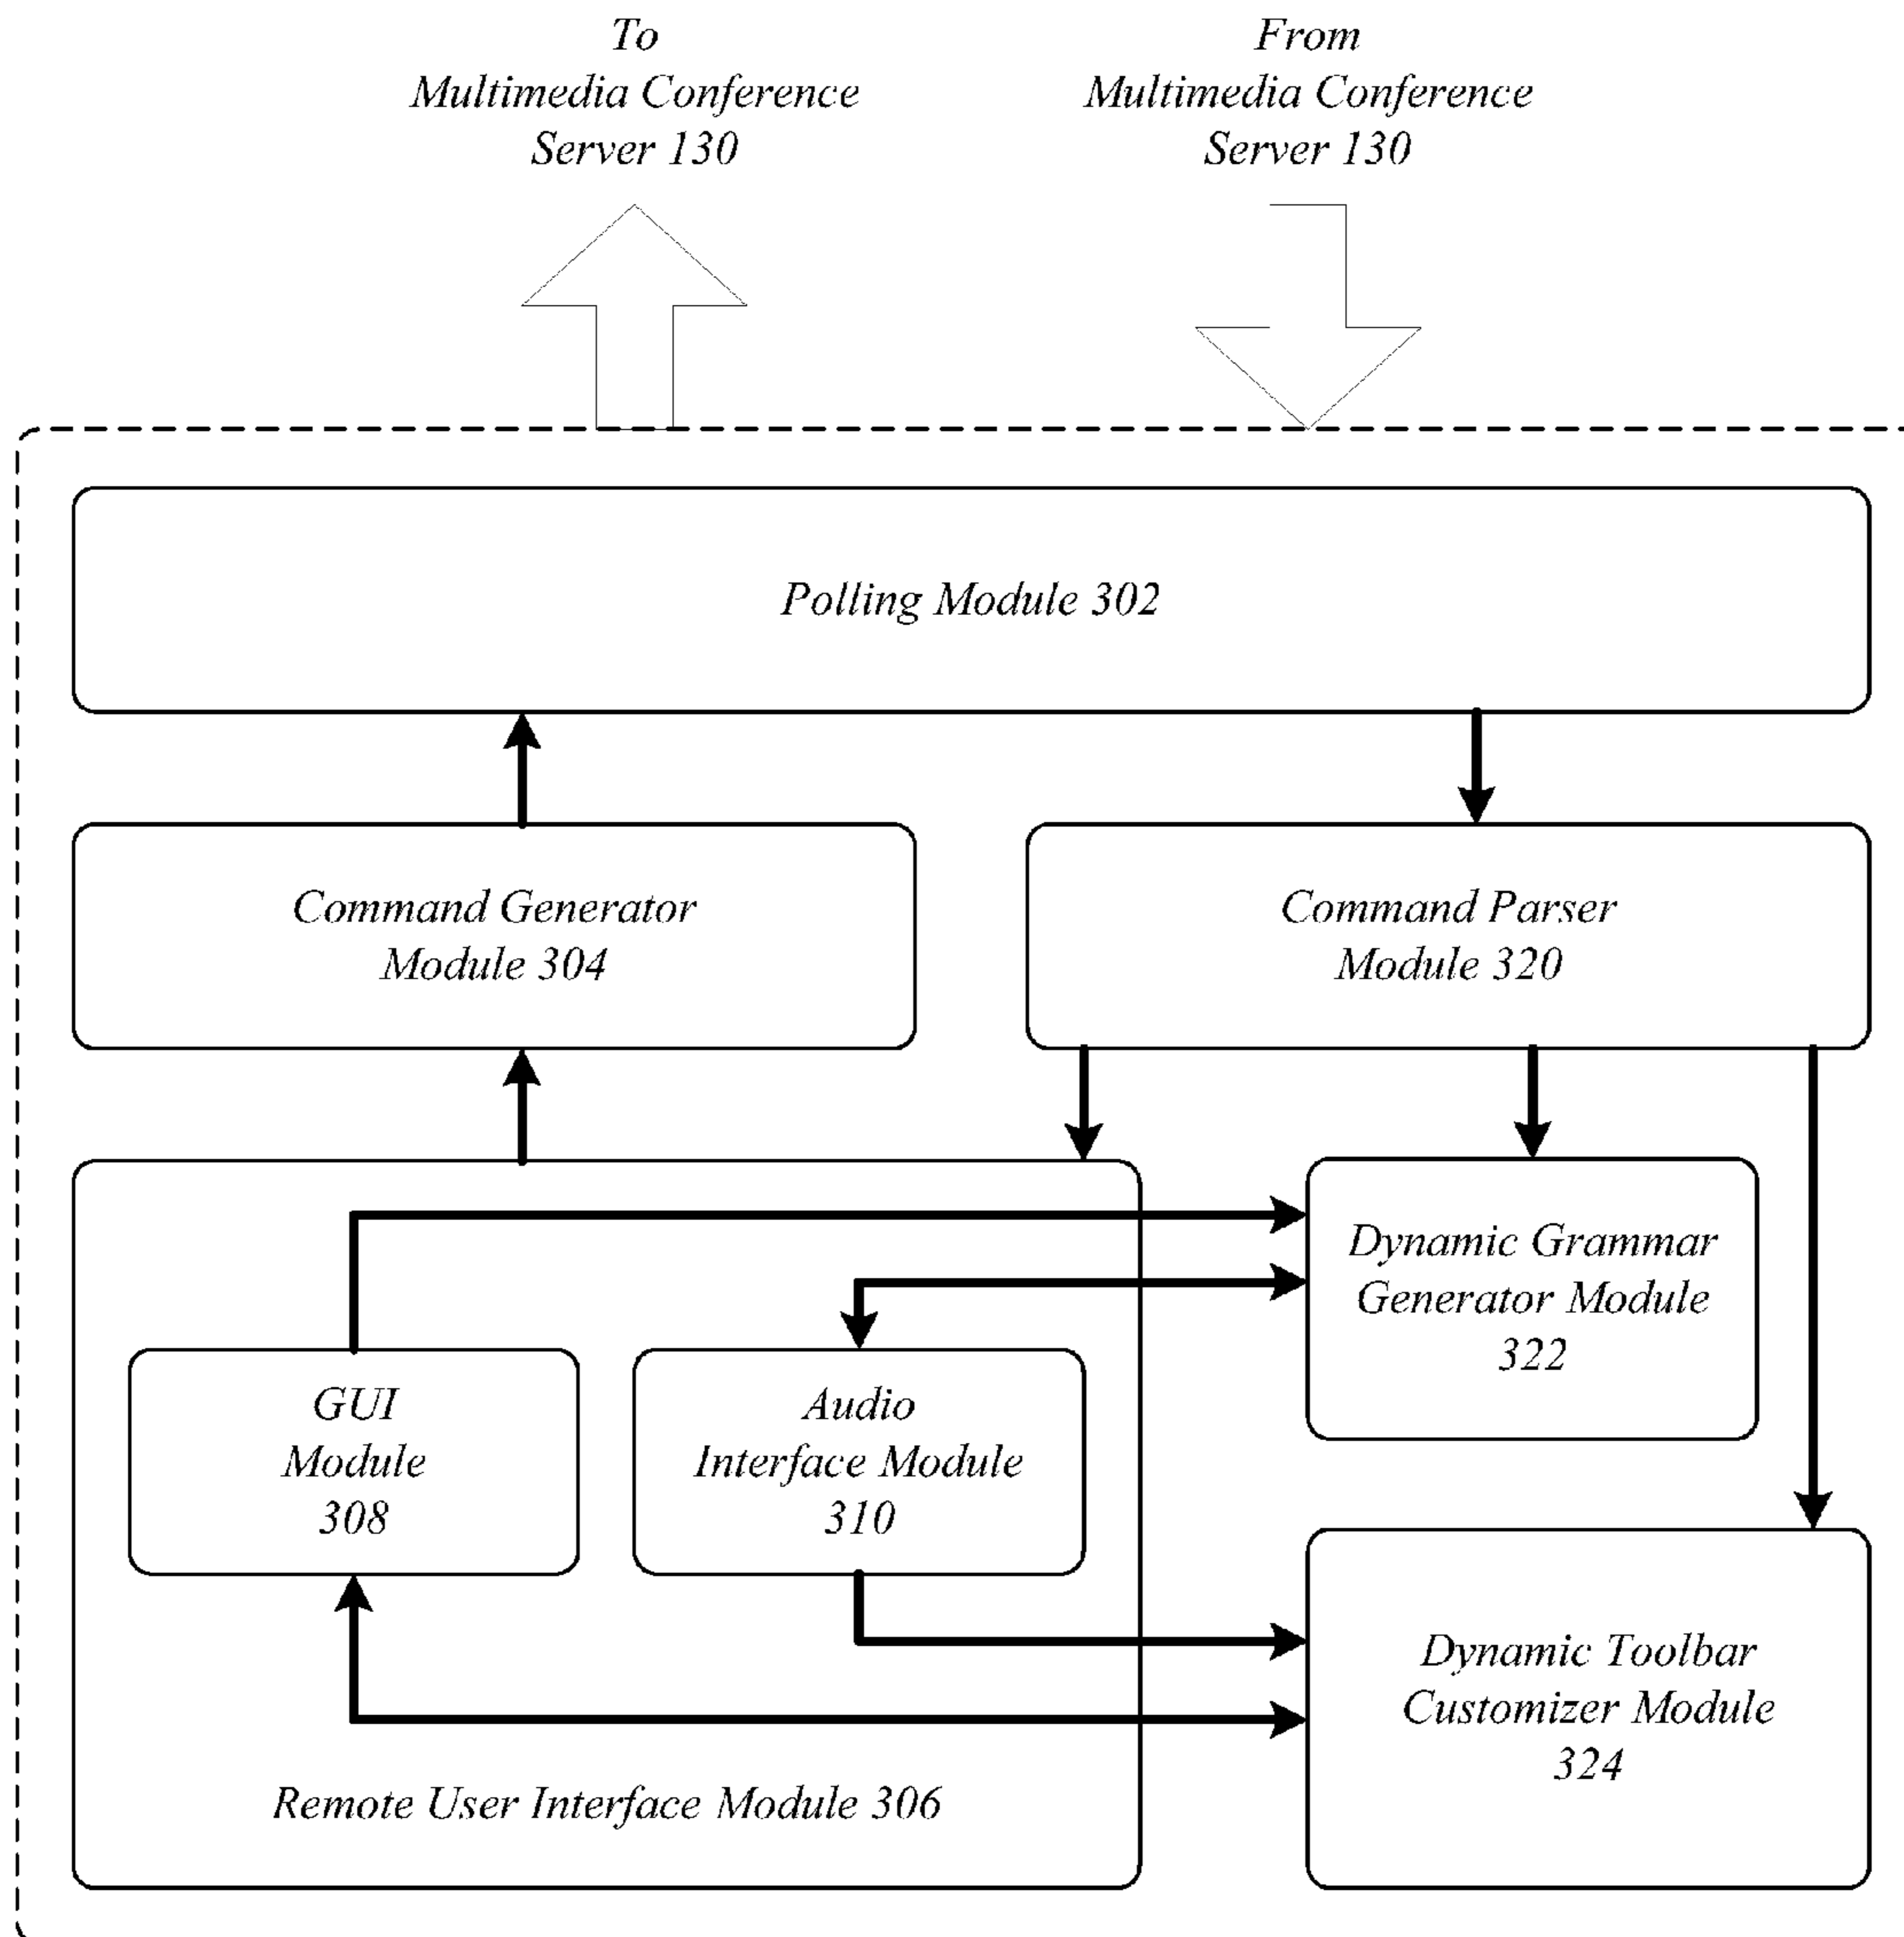 To
Multimedia Conference
Server 130
From
Multimedia Conference
Server 130
Polling Module 302
Command Generator
Module 304
Command Parser
Module 320
Dynamic Grammar
Generator Module
322
GUI
Module
308
Audio
Interface Module
310
Dynamic Toolbar
Customizer Module
324
Remote User Interface Module 306